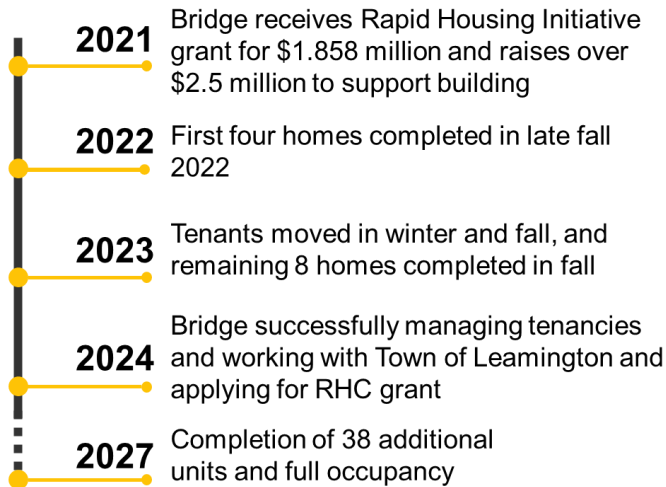 2021
Bridge receives Rapid Housing Initiative
grant for $1.858 million and raises over
$2.5 million to support building
2022
First four homes completed in late fall
2022
2023
Tenants moved in winter and fall, and
remaining 8 homes completed in fall
2024
Bridge successfully managing tenancies
and working with Town of Leamington and
applying for RHC grant
2027
Completion of 38 additional
units and full occupancy